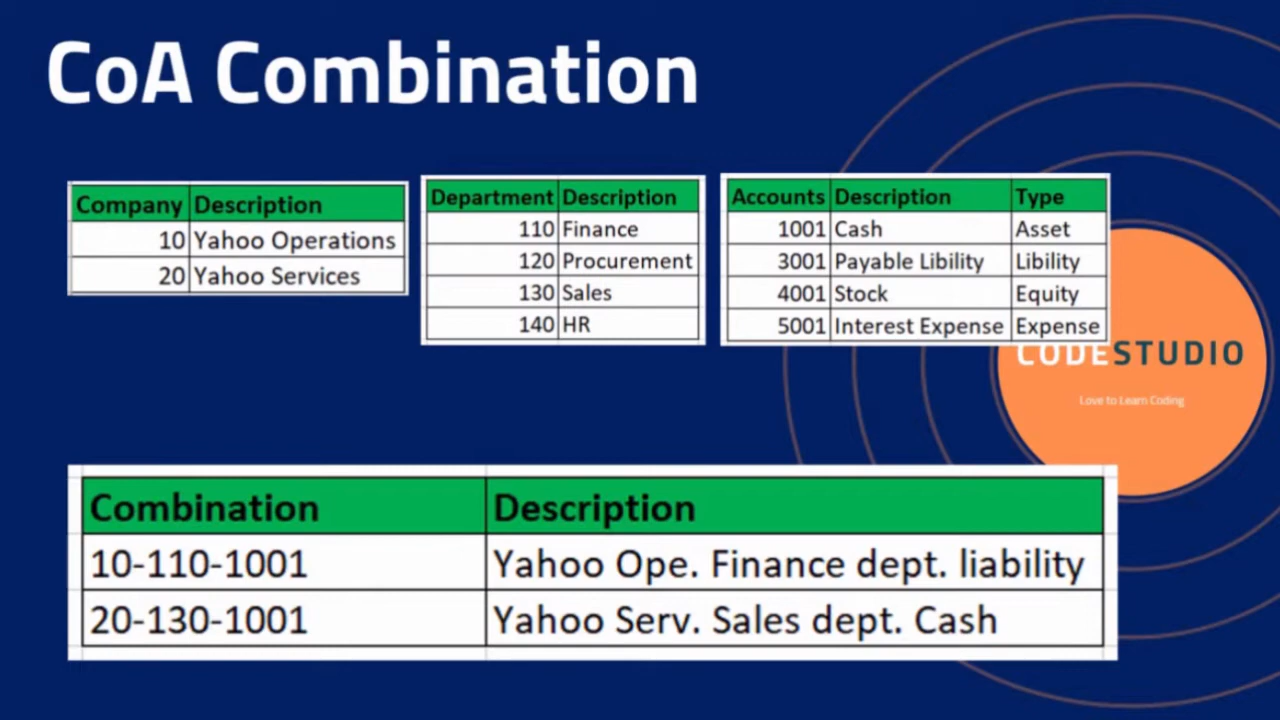 CoA Combination
Company Description
10 Yahoo Operations
20 Yahoo Services
Department Description
110 Finance
120 Procurement
130 Sales
140 HR
Accounts Description Type
1001 Cash Asset
3001 Payable Libility Libility
4001 Stock Equity
5001 Interest Expense Expense
CODESTUDIO
Love to Learn Coding
Combination Description
10-110-1001 Yahoo Ope. Finance dept. liability
20-130-1001 Yahoo Serv. Sales dept. Cash